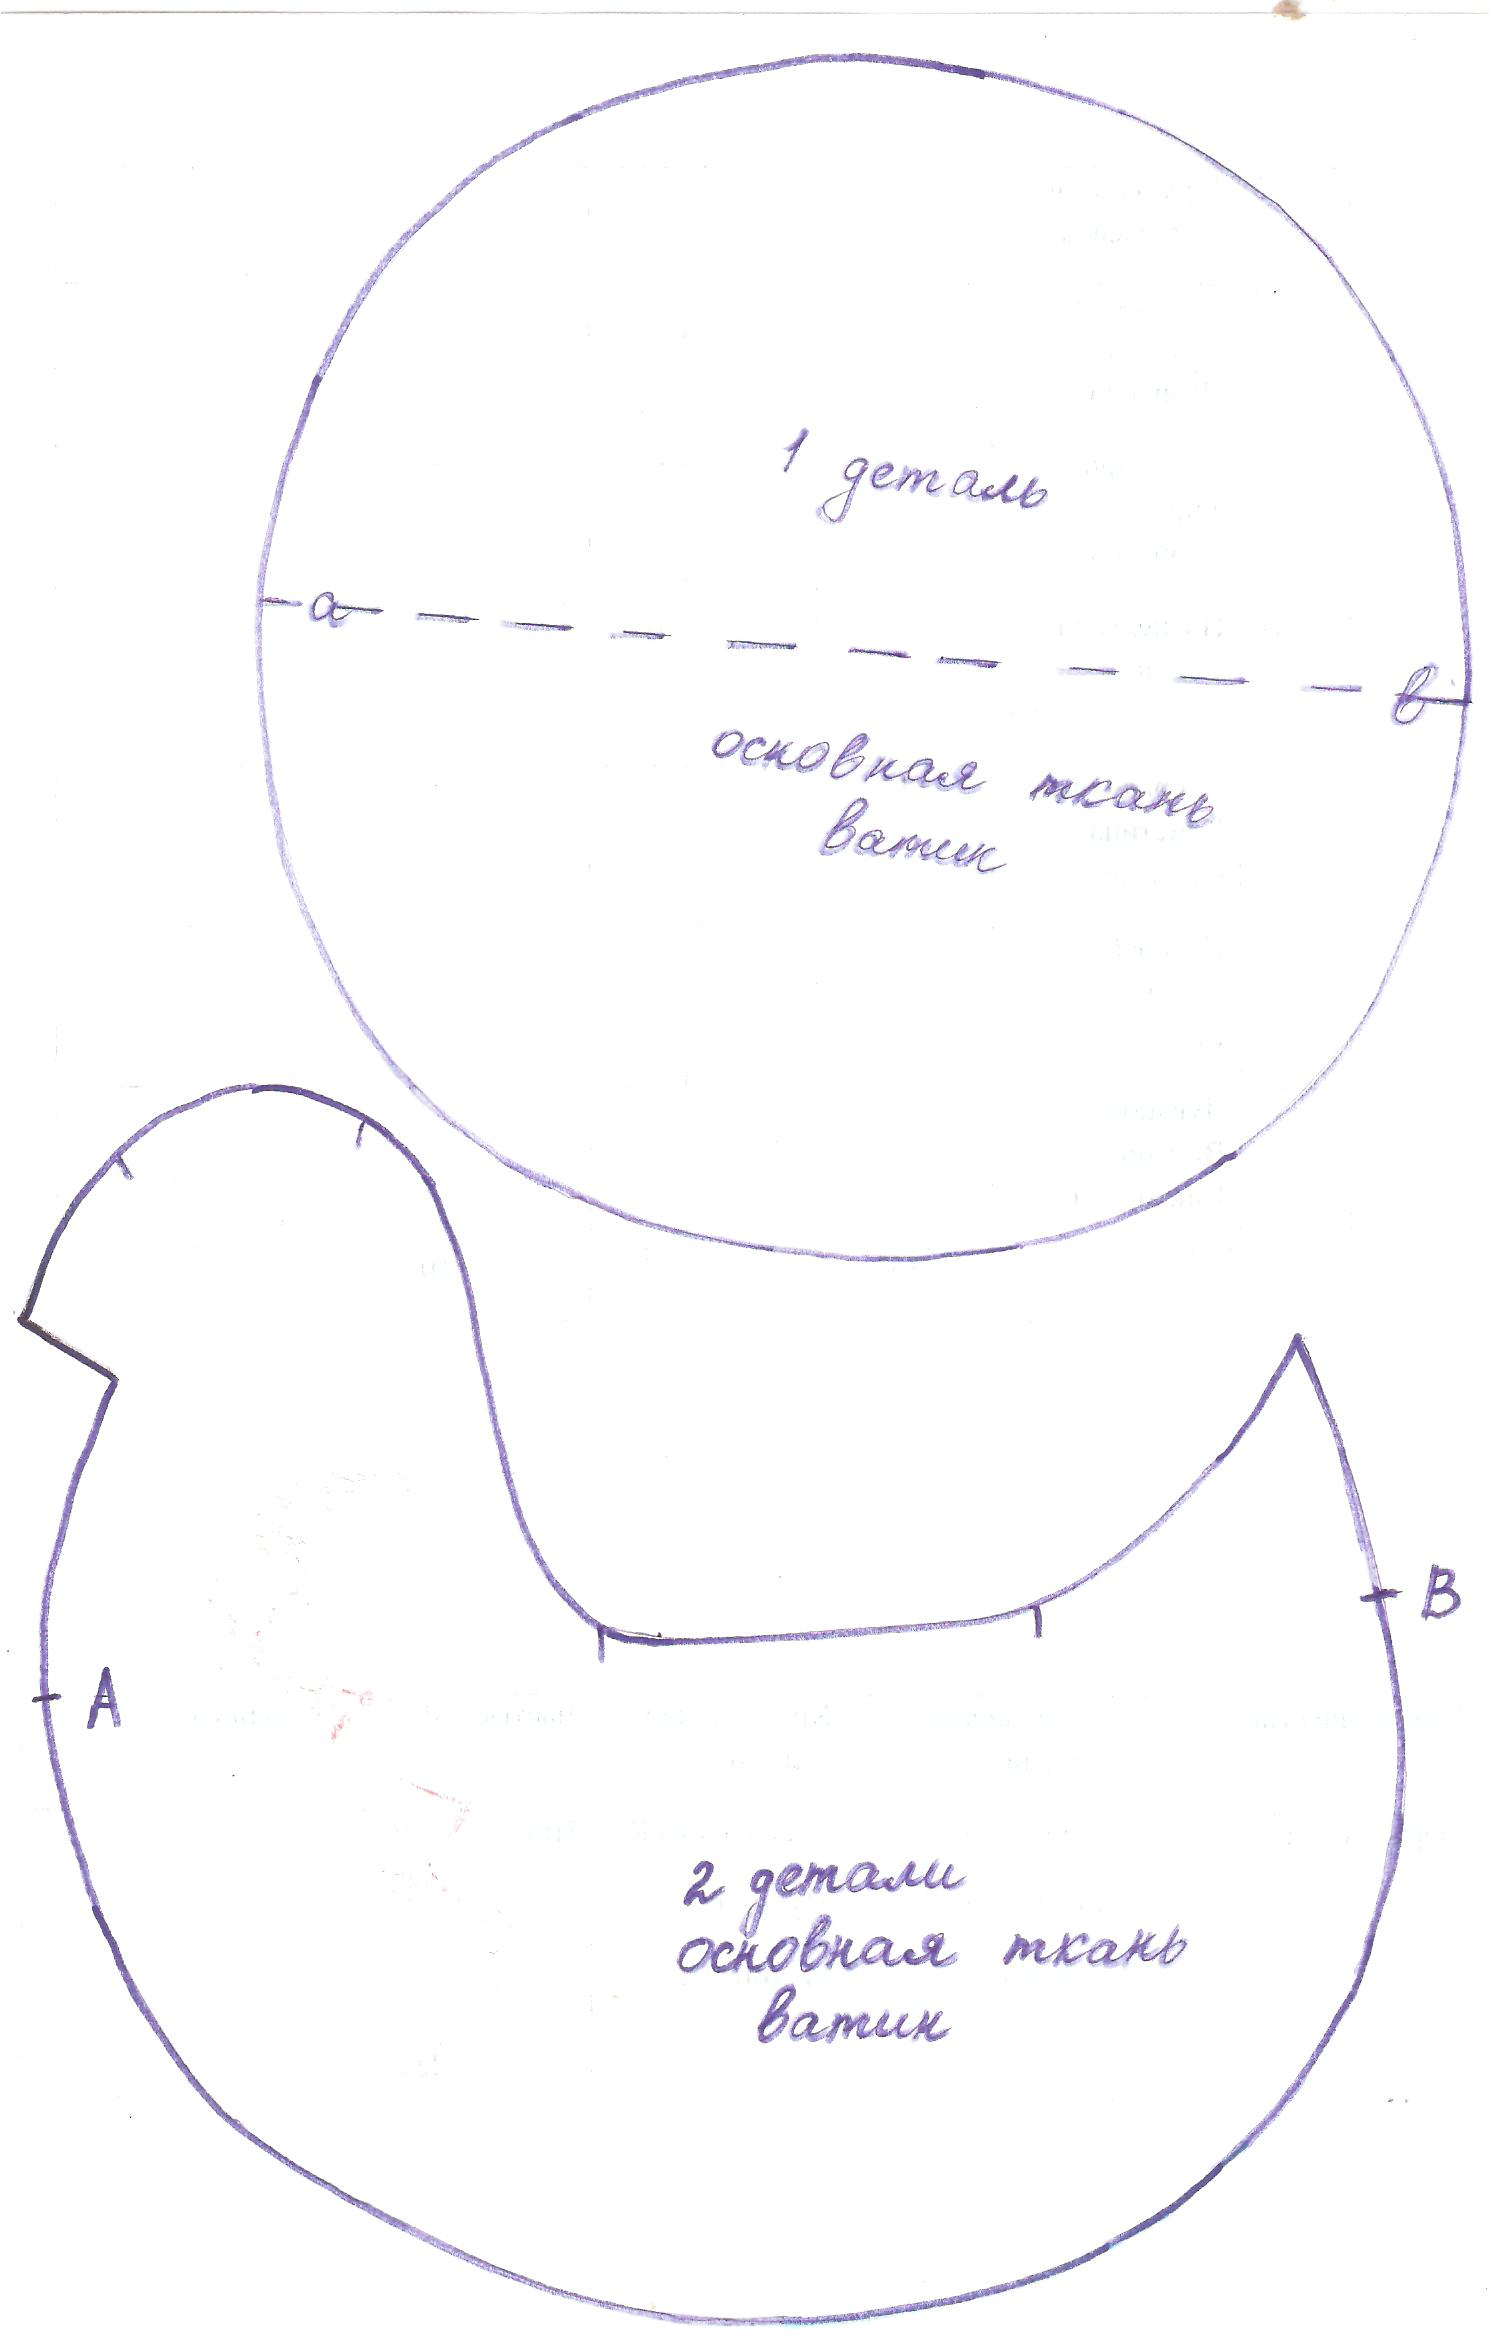 1 деталь
а
в
основная ткань
ватин
В
А
2 детали
основная ткань
ватин